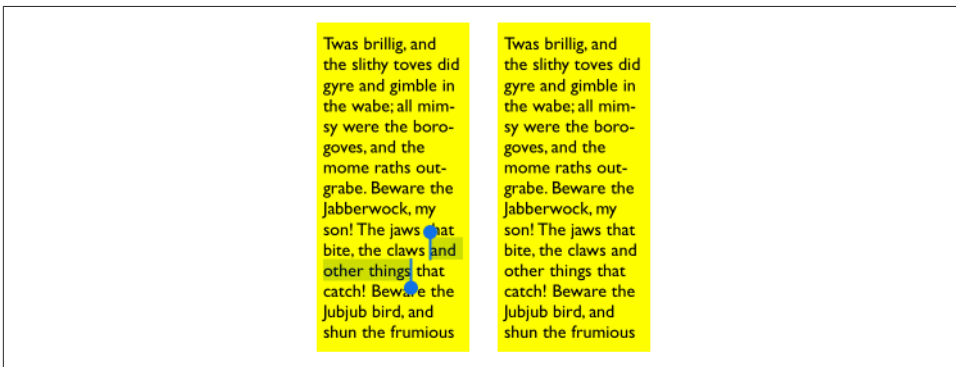 Twas brillig, and
the slithy toves did
gyre and gimble in
the wabe; all mim-
sy were the boro-
goves, and the
mome raths out-
grabe. Beware the
Jabberwock, my
son! The jaws that
bite, the claws and
other things that
catch! Beware the
Jubjub bird, and
shun the frumious
Twas brillig, and
the slithy toves did
gyre and gimble in
the wabe; all mim-
sy were the boro-
goves, and the
mome raths out-
grabe. Beware the
Jabberwock, my
son! The jaws that
bite, the claws and
other things that
catch! Beware the
Jubjub bird, and
shun the frumious